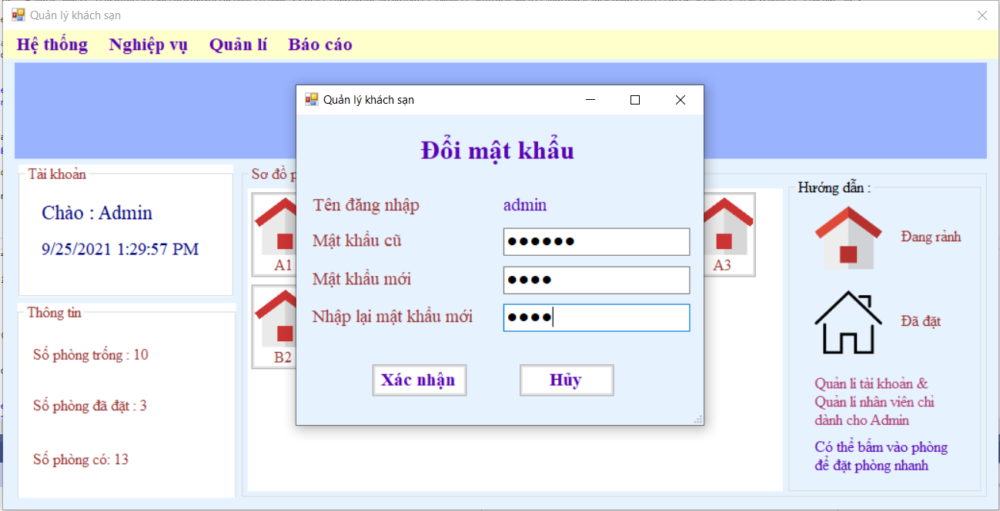 Quản lý khách sạn
Hệ thống Nghiệp vụ Quản lí Báo cáo
Tài khoản
Chào : Admin
9/25/2021 1:29:57 PM
Thông tin
Số phòng trống : 10
Số phòng đã đặt : 3
Số phòng có: 13
Sơ đồ
A1
B2
A3
Quản lý khách sạn
Đổi mật khẩu
Tên đăng nhập admin
Mật khẩu cũ ●●●●●●
Mật khẩu mới ●●●●
Nhập lại mật khẩu mới ●●●●
Xác nhận Hủy
Hướng dẫn :
Đang rảnh
Đã đặt
Quản lí tài khoản &
Quản lí nhân viên chỉ
dành cho Admin
Có thể bấm vào phòng
để đặt phòng nhanh